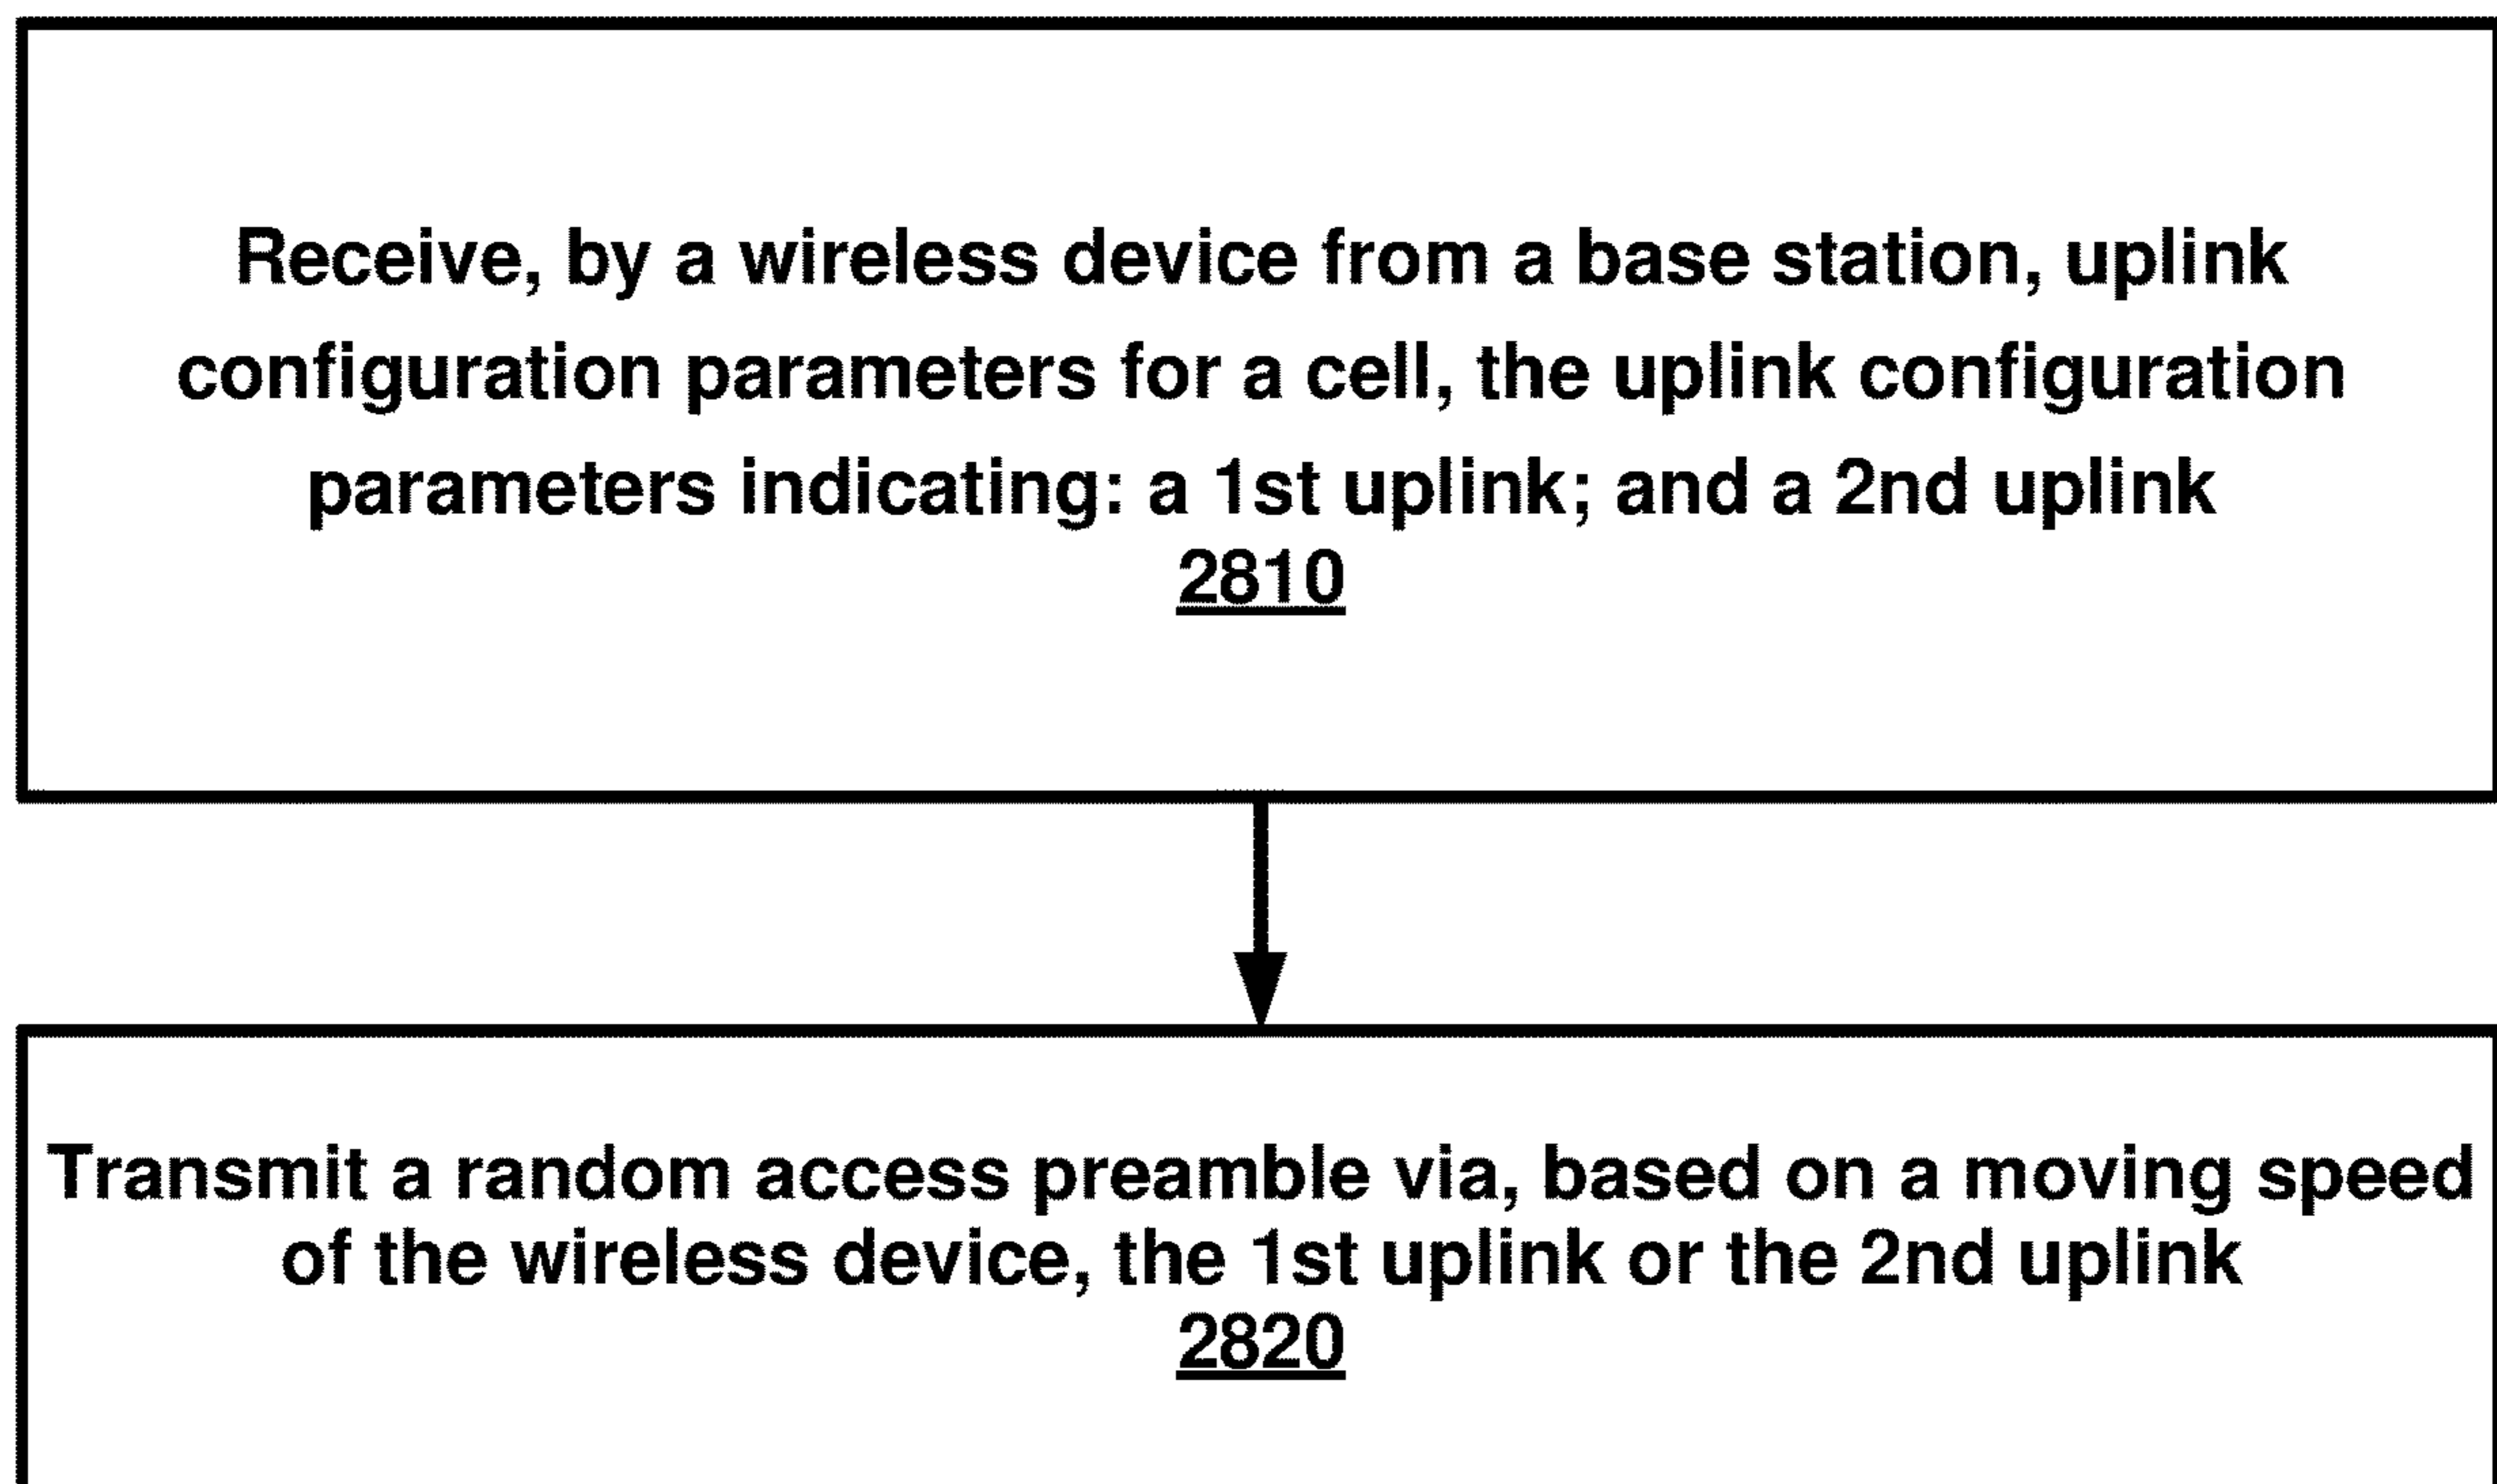 Receive, by a wireless device from a base station, uplink
configuration parameters for a cell, the uplink configuration
parameters indicating: a 1st uplink; and a 2nd uplink
2810
Transmit a random access preamble via, based on a moving speed
of the wireless device, the 1st uplink or the 2nd uplink
2820